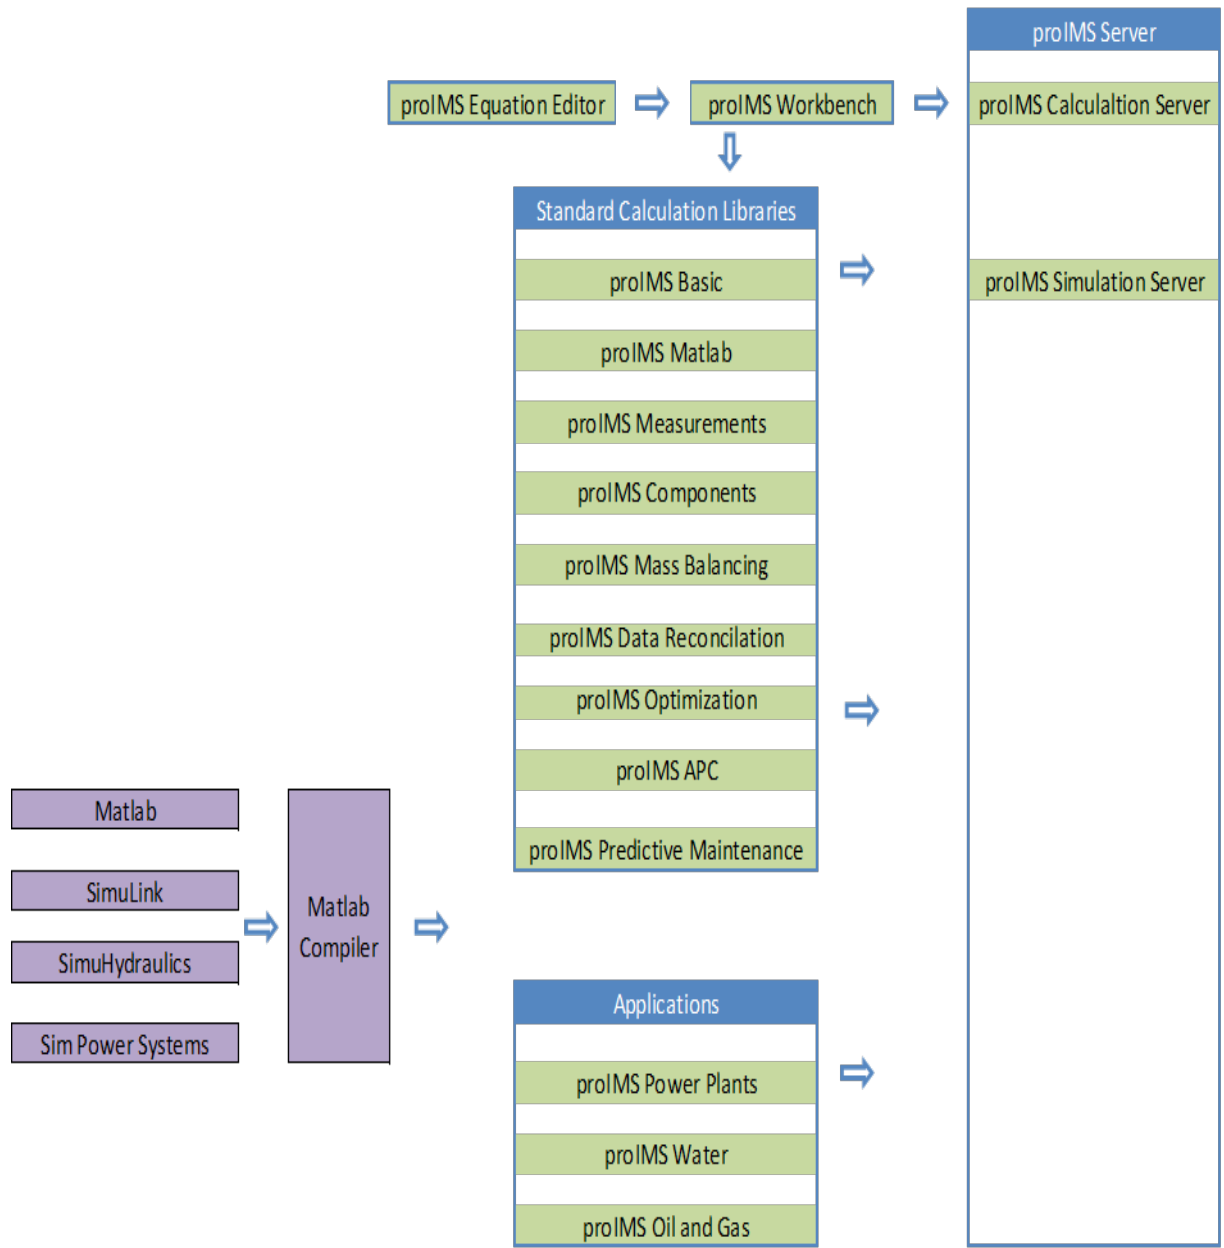 proIMS Server
proIMS Equation Editor
proIMS Workbench
proIMS Calculaltion Server
Standard Calculation Libraries
proIMS Basic
proIMS Simulation Server
proIMS Matlab
proIMS Measurements
proIMS Components
proIMS Mass Balancing
proIMS Data Reconcilation
proIMS Optimization
proIMS APC
proIMS Predictive Maintenance
Matlab
SimuLink
SimuHydraulics
Sim Power Systems
Matlab
Compiler
Applications
proIMS Power Plants
proIMS Water
proIMS Oil and Gas